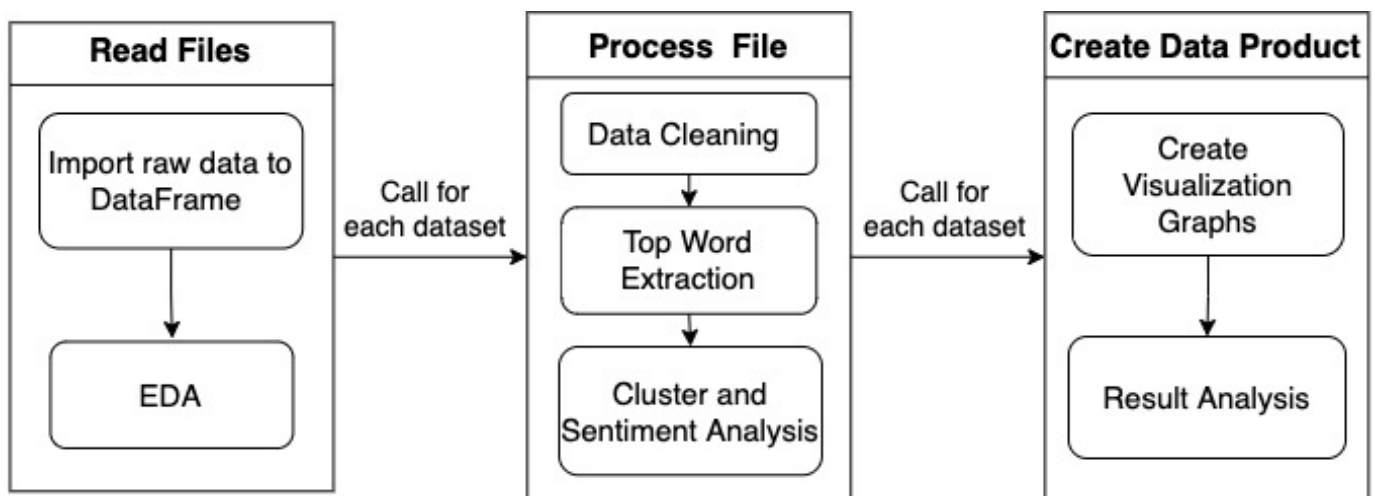 Read Files
Import raw data to
DataFrame
EDA
Call for
each dataset
Process File
Data Cleaning
Top Word
Extraction
Cluster and
Sentiment Analysis
Call for
each dataset
Create Data Product
Create
Visualization
Graphs
Result Analysis